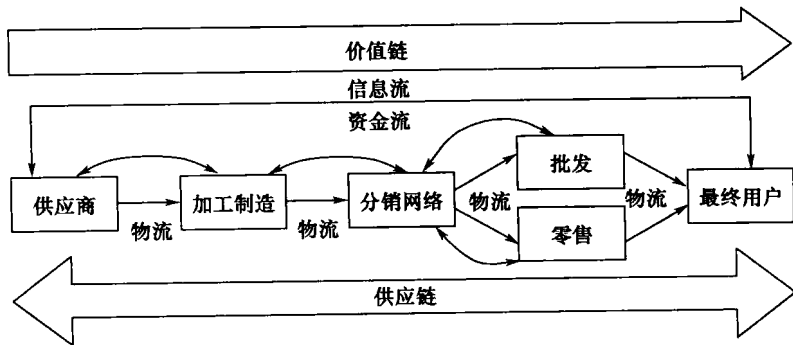 价值链
信息流
资金流
批发
供应商
加工制造
分销网络
最终用户
物流
物流
物流
物流
零售
供应链